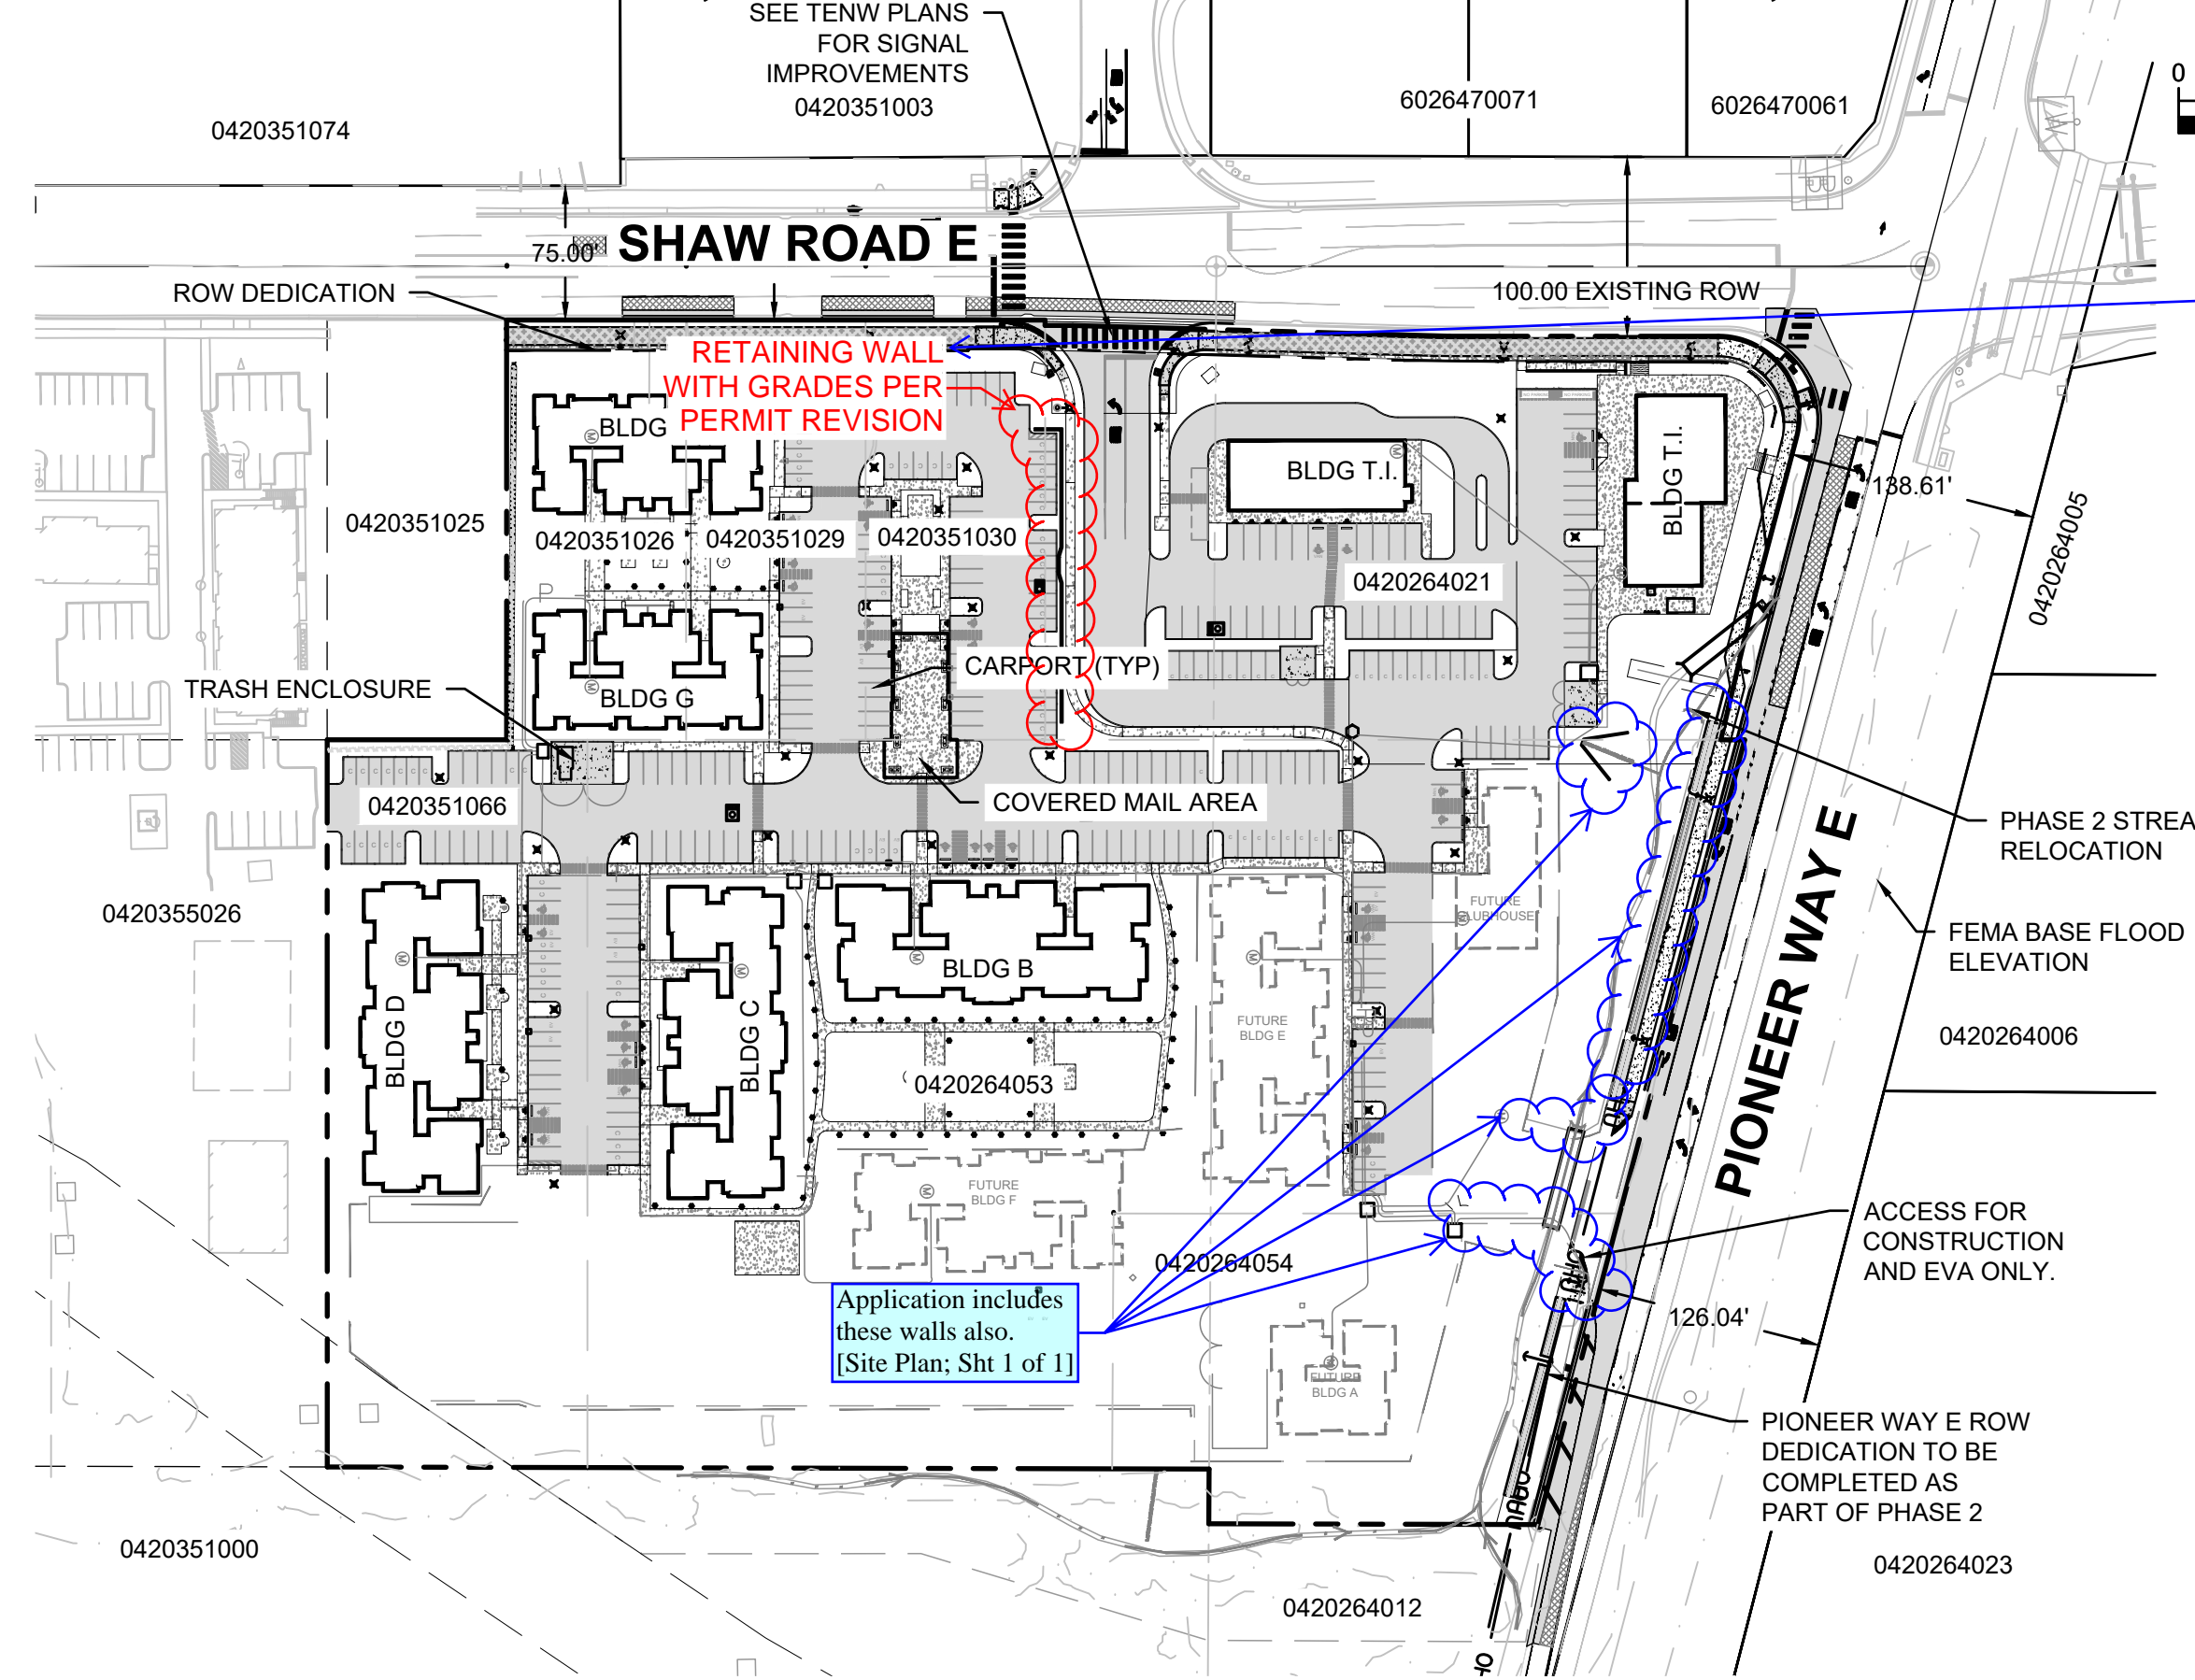 SEE TENW PLANS
FOR SIGNAL
IMPROVEMENTS
0420351003
0420351074
6026470071
6026470061
0
75.00'
SHAW ROAD E
ROW DEDICATION
100.00 EXISTING ROW
RETAINING WALL
WITH GRADES PER
PERMIT REVISION
BLDG
BLDG T.I.
BLDG T.I.
138.61'
0420264005
0420351025
0420351026
0420351029
0420351030
0420264021
CARPORT (TYP)
TRASH ENCLOSURE
BLDG G
0420351066
COVERED MAIL AREA
PHASE 2 STREA
RELOCATION
0420355026
FUTURE
CLUBHOUSE
FEMA BASE FLOOD
ELEVATION
BLDG D
BLDG C
BLDG B
FUTURE
BLDG E
PIONEER WAY E
0420264006
0420264053
FUTURE
BLDG F
ACCESS FOR
CONSTRUCTION
AND EVA ONLY.
0420264054
Application includes
these walls also.
[Site Plan; Sht 1 of 1]
126.04'
FUTURE
BLDG A
PIONEER WAY E ROW
DEDICATION TO BE
COMPLETED AS
PART OF PHASE 2
0420351000
0420264023
0420264012